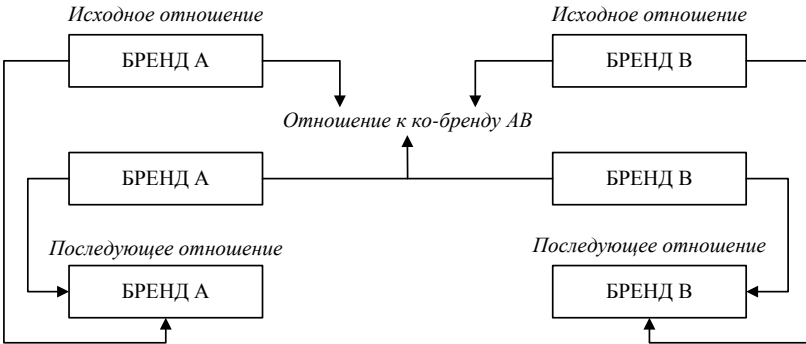 Исходное отношение
Исходное отношение
БРЕНД А
БРЕНД В
Отношение к ко-бренду АВ
БРЕНД А
БРЕНД В
Последующее отношение
Последующее отношение
БРЕНД А
БРЕНД В